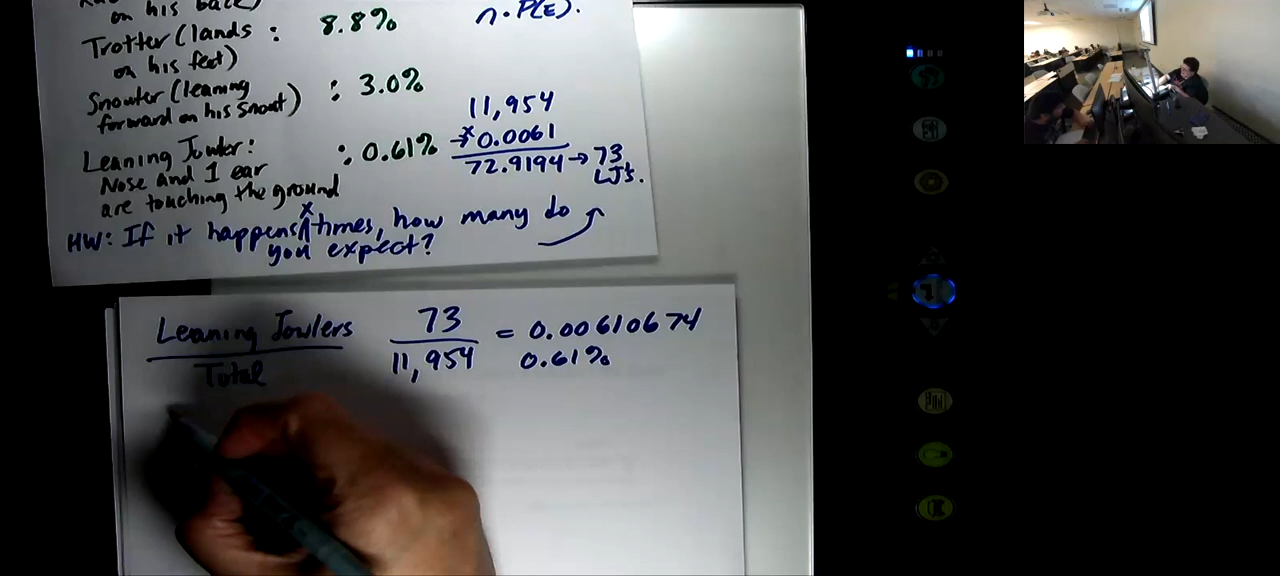 on his back)
n·P(E).
Trotter (lands : 8.8%
on his feet)
Snouter (leaning : 3.0%
forward on his snout)
11,954
x
→ 0.0061
72.9194 → 73
LJ's.
Leaning Jowler: : 0.61%
Nose and 1 ear
are touching the ground
x
HW: If it happens ∧ times, how many do
you expect?
Leaning Jowlers
Total
73
11,954
= 0.00610674
0.61%